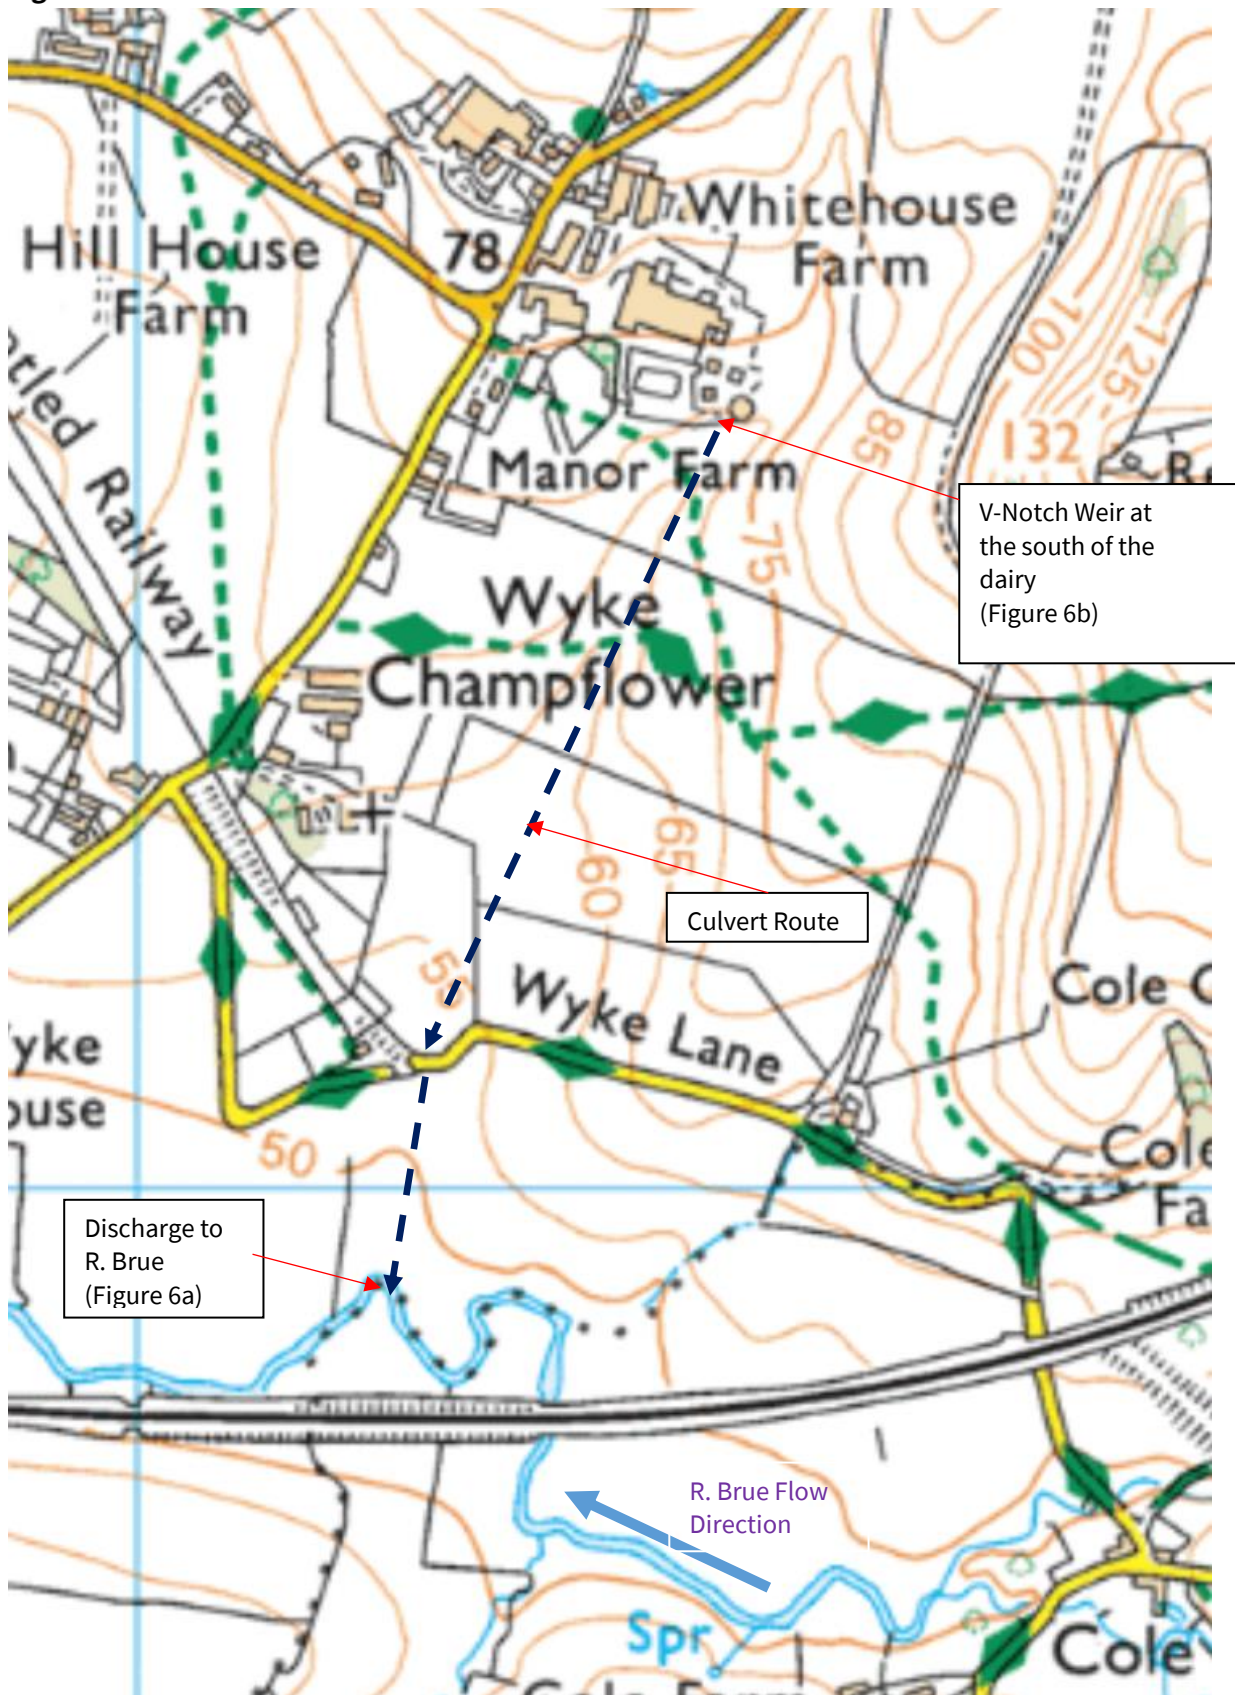 78
Whitehouse
Farm
Hill House
Farm
tled
Railway
100
125
132
85
Manor Farm
V-Notch Weir at
the south of the
dairy
(Figure 6b)
75
Wyke
Champflower
65
60
Culvert Route
55
Wyke Lane
Cole
yke
ouse
50
Cole
Fa
Discharge to
R. Brue
(Figure 6a)
R. Brue Flow
Direction
Spr
Cole